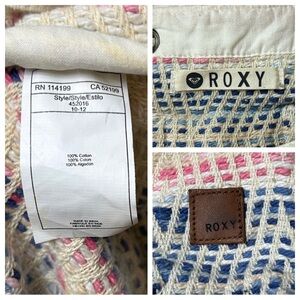 RN 114199 CA 52199
Style/Style/Estilo
452016
10-12
100% Cotton
100% Coton
100% Algodon
ROXY
ROXY